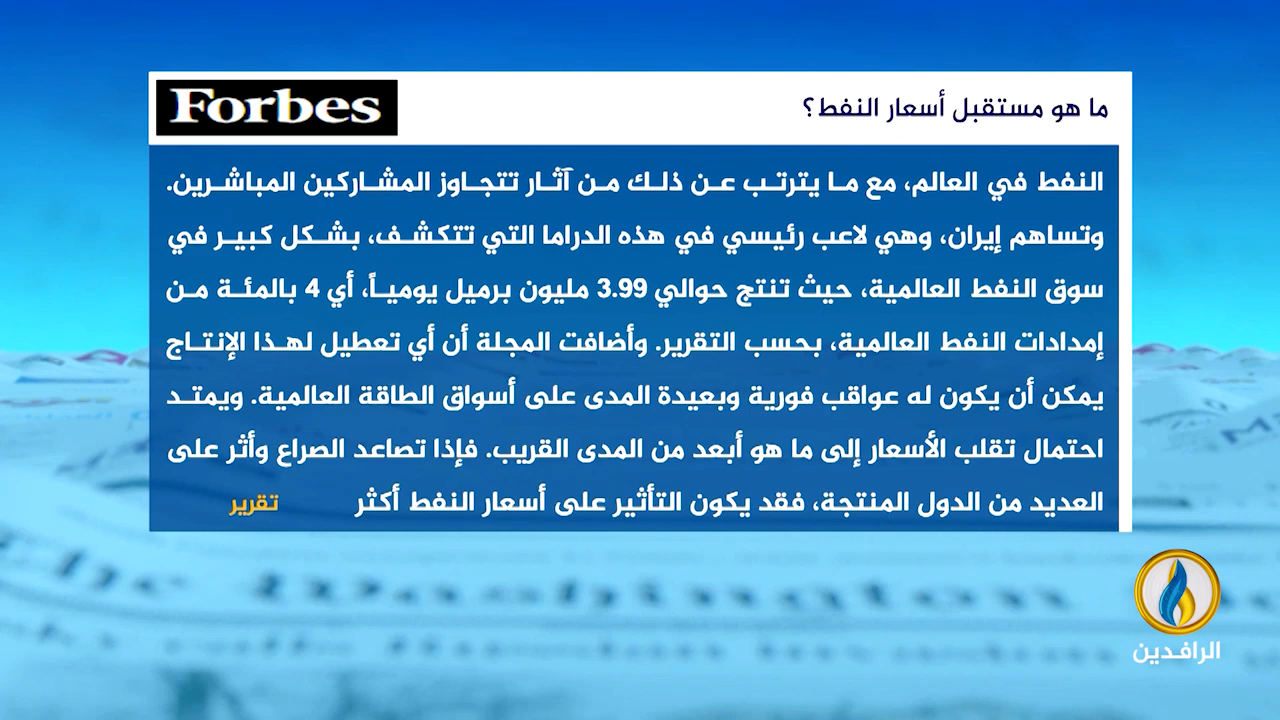 Forbes
ما هو مستقبل أسعار النفط؟
النفط في العالم، مع ما يترتب عن ذلك من آثار تتجاوز المشاركين المباشرين.
وتساهم إيران، وهي لاعب رئيسي في هذه الدراما التي تتكشف، بشكل كبير في
سوق النفط العالمية، حيث تنتج حوالي 3.99 مليون برميل يومياً، أي 4 بالمئة من
إمدادات النفط العالمية، بحسب التقرير. وأضافت المجلة أن أي تعطيل لهذا الإنتاج
يمكن أن يكون له عواقب فورية وبعيدة المدى على أسواق الطاقة العالمية. ويمتد
احتمال تقلب الأسعار إلى ما هو أبعد من المدى القريب. فإذا تصاعد الصراع وأثر على
العديد من الدول المنتجة، فقد يكون التأثير على أسعار النفط أكثر
تقرير
الرافدين